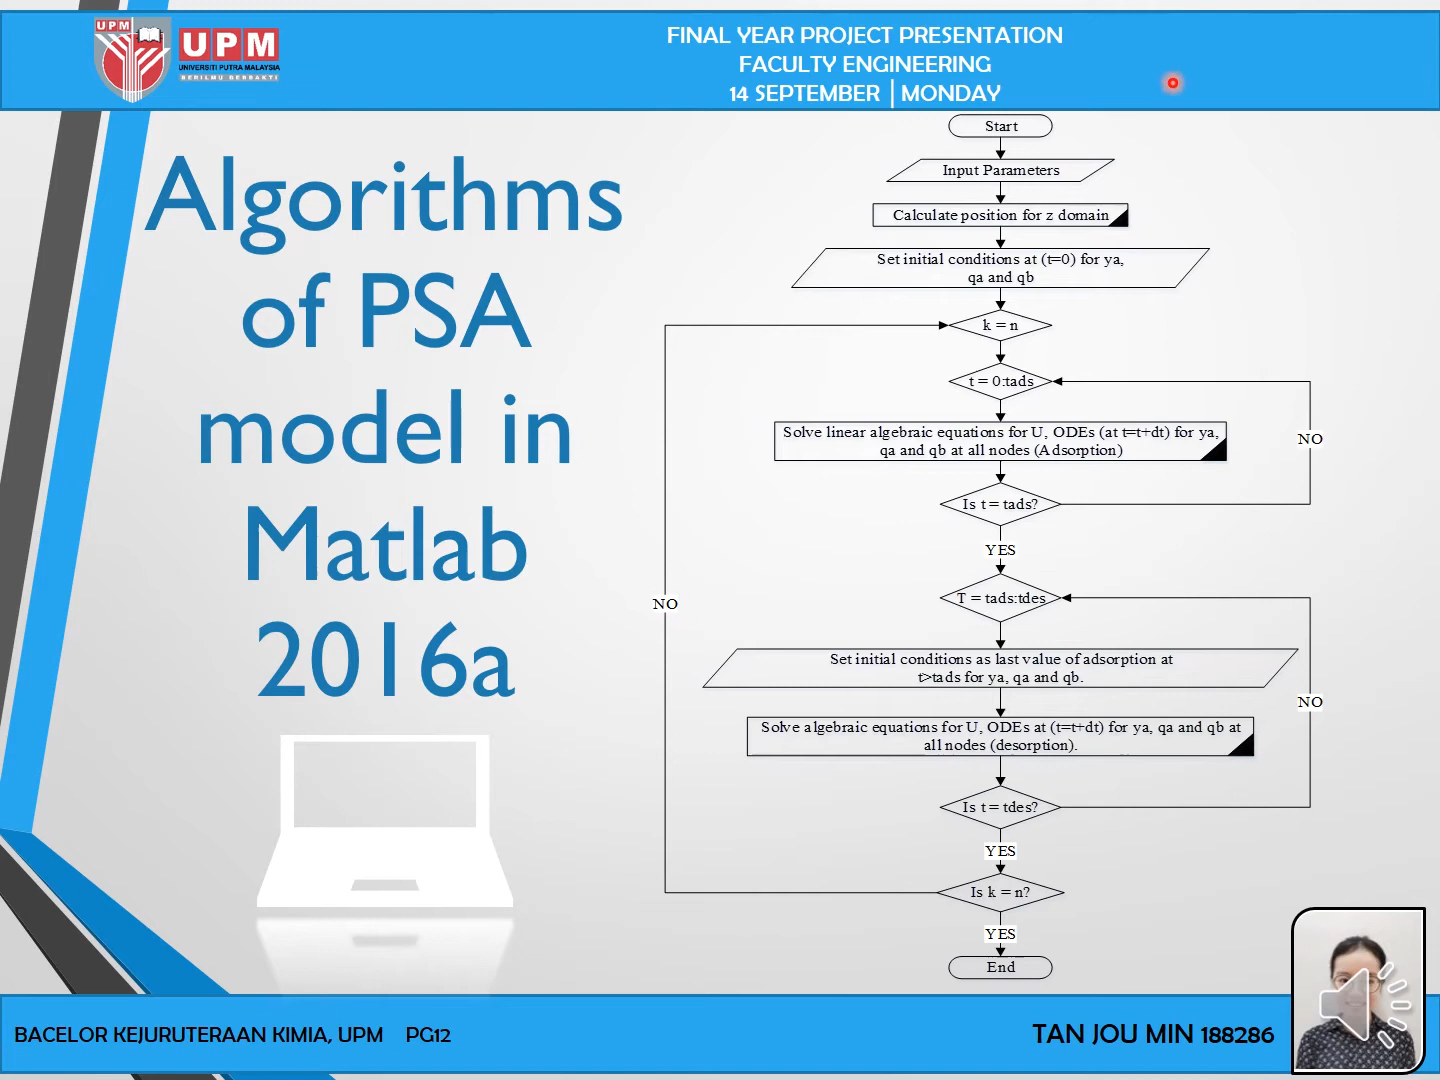 UPM
UPM
UNIVERSITI PUTRA MALAYSIA
BERILMU BERBAKTI
FINAL YEAR PROJECT PRESENTATION
FACULTY ENGINEERING
14 SEPTEMBER | MONDAY
Algorithms
of PSA
model in
Matlab
2016a
Start
Input Parameters
Calculate position for z domain
Set initial conditions at (t=0) for ya,
qa and qb
k = n
t = 0:tads
Solve linear algebraic equations for U, ODEs (at t=t+dt) for ya,
qa and qb at all nodes (Adsorption)
NO
Is t = tads?
YES
T = tads:tdes
NO
Set initial conditions as last value of adsorption at
t>tads for ya, qa and qb.
NO
Solve algebraic equations for U, ODEs at (t=t+dt) for ya, qa and qb at
all nodes (desorption).
Is t = tdes?
YES
Is k = n?
YES
End
BACELOR KEJURUTERAAN KIMIA, UPM PG12
TAN JOU MIN 188286